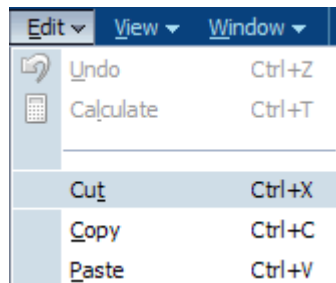 Edit View Window
Undo Ctrl+Z
Calculate Ctrl+T
Cut Ctrl+X
Copy Ctrl+C
Paste Ctrl+V